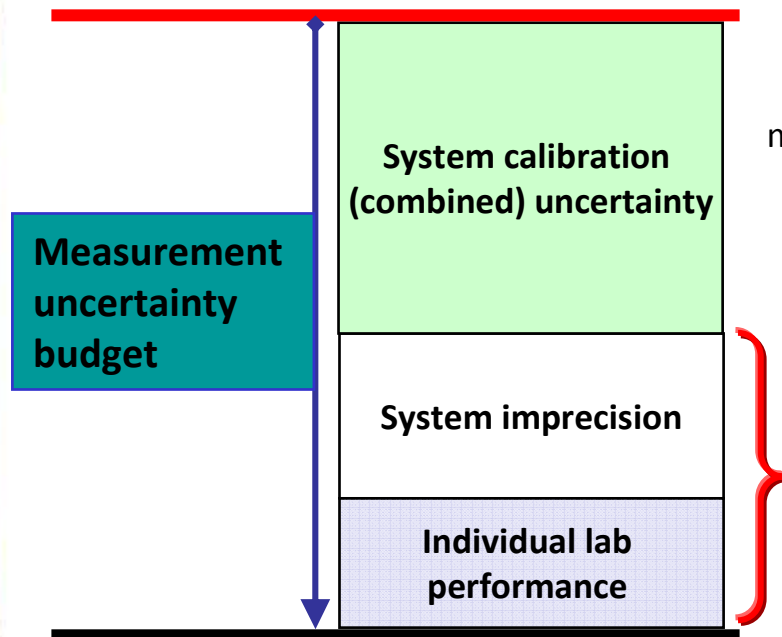 System calibration
(combined) uncertainty
Measurement
uncertainty
budget
System imprecision
Individual lab
performance